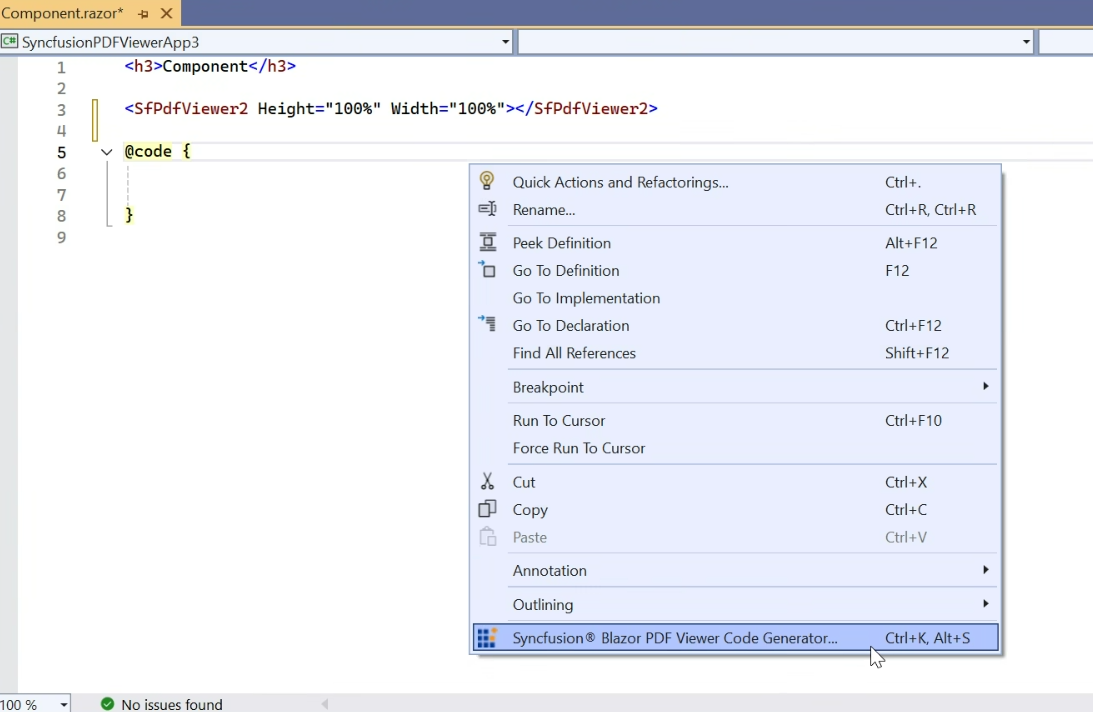 Component.razor*
C# SyncfusionPDFViewerApp3
1 <h3>Component</h3>
2
3 <SfPdfViewer2 Height="100%" Width="100%"></SfPdfViewer2>
4
5 @code {
6
7
8 }
9
Quick Actions and Refactorings... Ctrl+.
Rename... Ctrl+R, Ctrl+R
Peek Definition Alt+F12
Go To Definition F12
Go To Implementation
Go To Declaration Ctrl+F12
Find All References Shift+F12
Breakpoint
Run To Cursor Ctrl+F10
Force Run To Cursor
Cut Ctrl+X
Copy Ctrl+C
Paste Ctrl+V
Annotation
Outlining
Syncfusion® Blazor PDF Viewer Code Generator... Ctrl+K, Alt+S
100 % No issues found